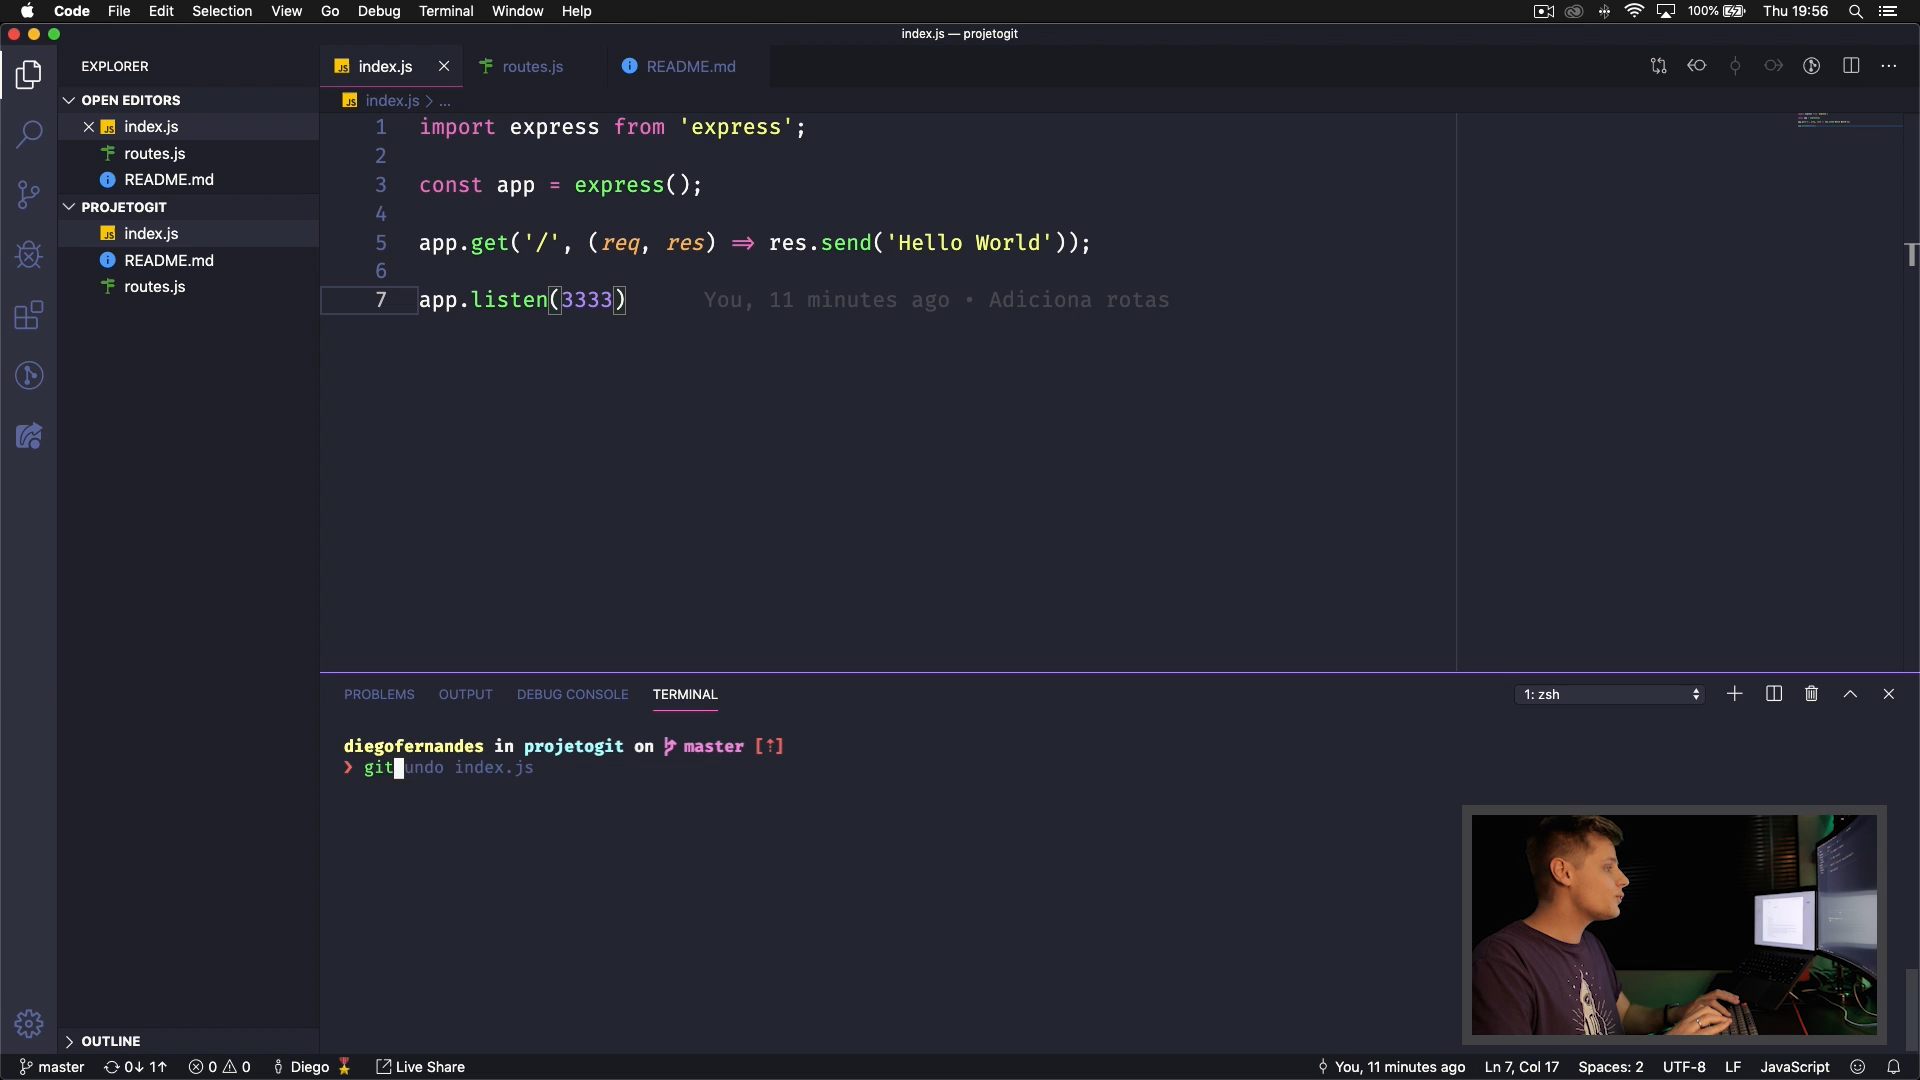 Code File Edit Selection View Go Debug Terminal Window Help 100% Thu 19:56
index.js — projetogit
EXPLORER
OPEN EDITORS
index.js
routes.js
README.md
PROJETOGIT
index.js
README.md
routes.js
OUTLINE
index.js routes.js README.md
index.js > ...
1 import express from 'express';
2
3 const app = express();
4
5 app.get('/', (req, res) => res.send('Hello World'));
6
7 app.listen(3333) You, 11 minutes ago • Adiciona rotas
PROBLEMS OUTPUT DEBUG CONSOLE TERMINAL 1: zsh
diegofernandes in projetogit on master [↑]
❯ git undo index.js
master 0↓ 1↑ 0 0 Diego Live Share You, 11 minutes ago Ln 7, Col 17 Spaces: 2 UTF-8 LF JavaScript